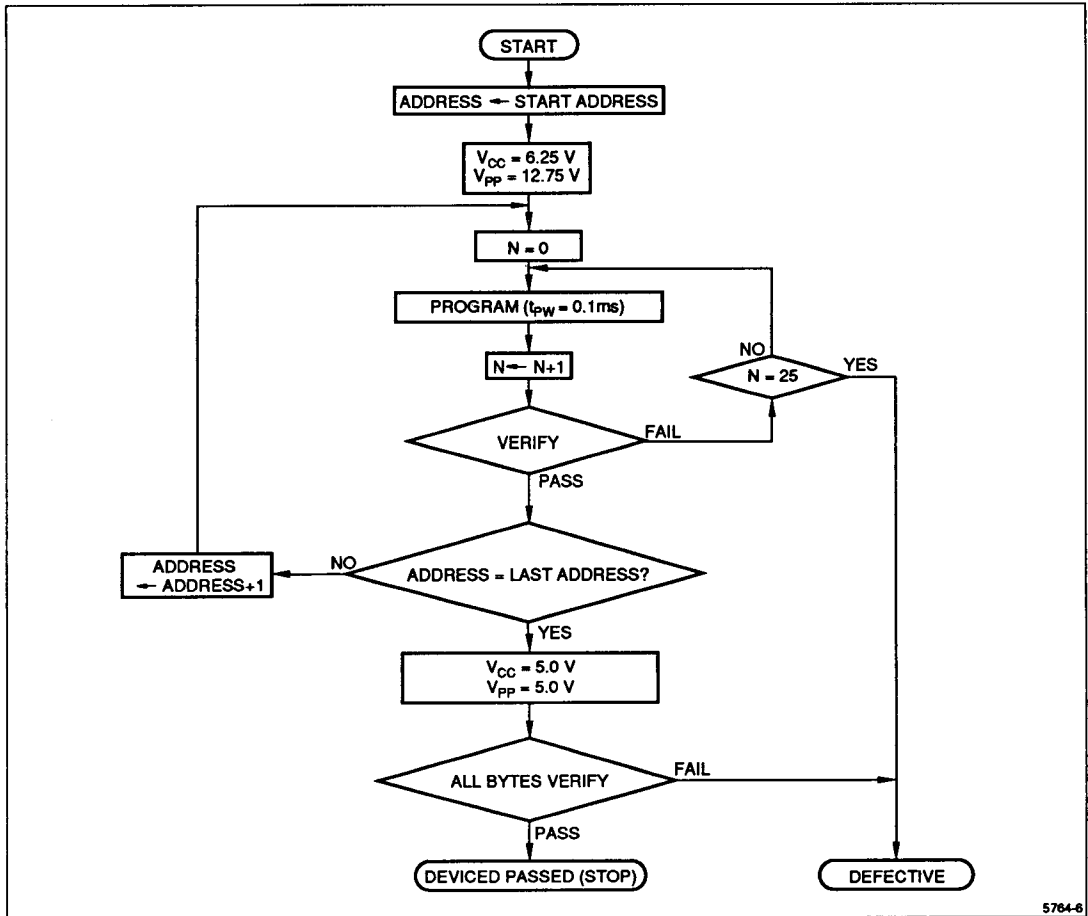 START
ADDRESS ← START ADDRESS
VCC = 6.25 V
VPP = 12.75 V
N = 0
PROGRAM (tPW = 0.1ms)
N ← N+1
NO
YES
N = 25
VERIFY
FAIL
PASS
ADDRESS
← ADDRESS+1
NO
ADDRESS = LAST ADDRESS?
YES
VCC = 5.0 V
VPP = 5.0 V
ALL BYTES VERIFY
FAIL
PASS
DEVICED PASSED (STOP)
DEFECTIVE
5764-6